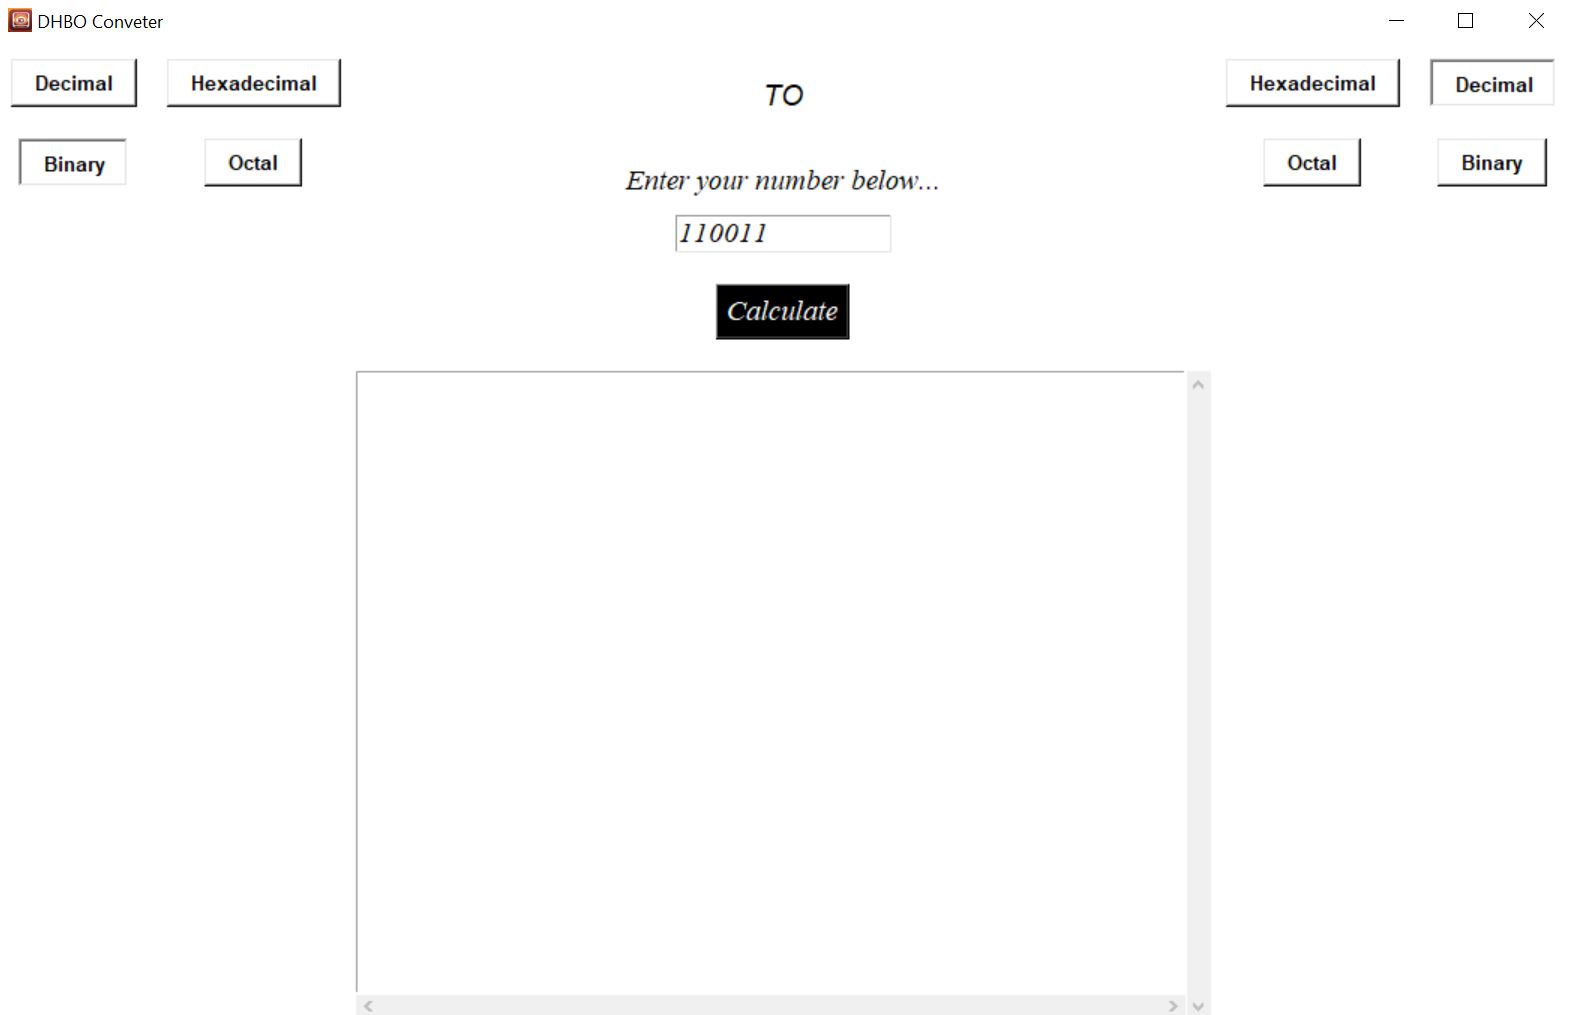 DHBO Conveter
Decimal Hexadecimal
Binary Octal
TO
Hexadecimal Decimal
Octal Binary
Enter your number below...
110011
Calculate